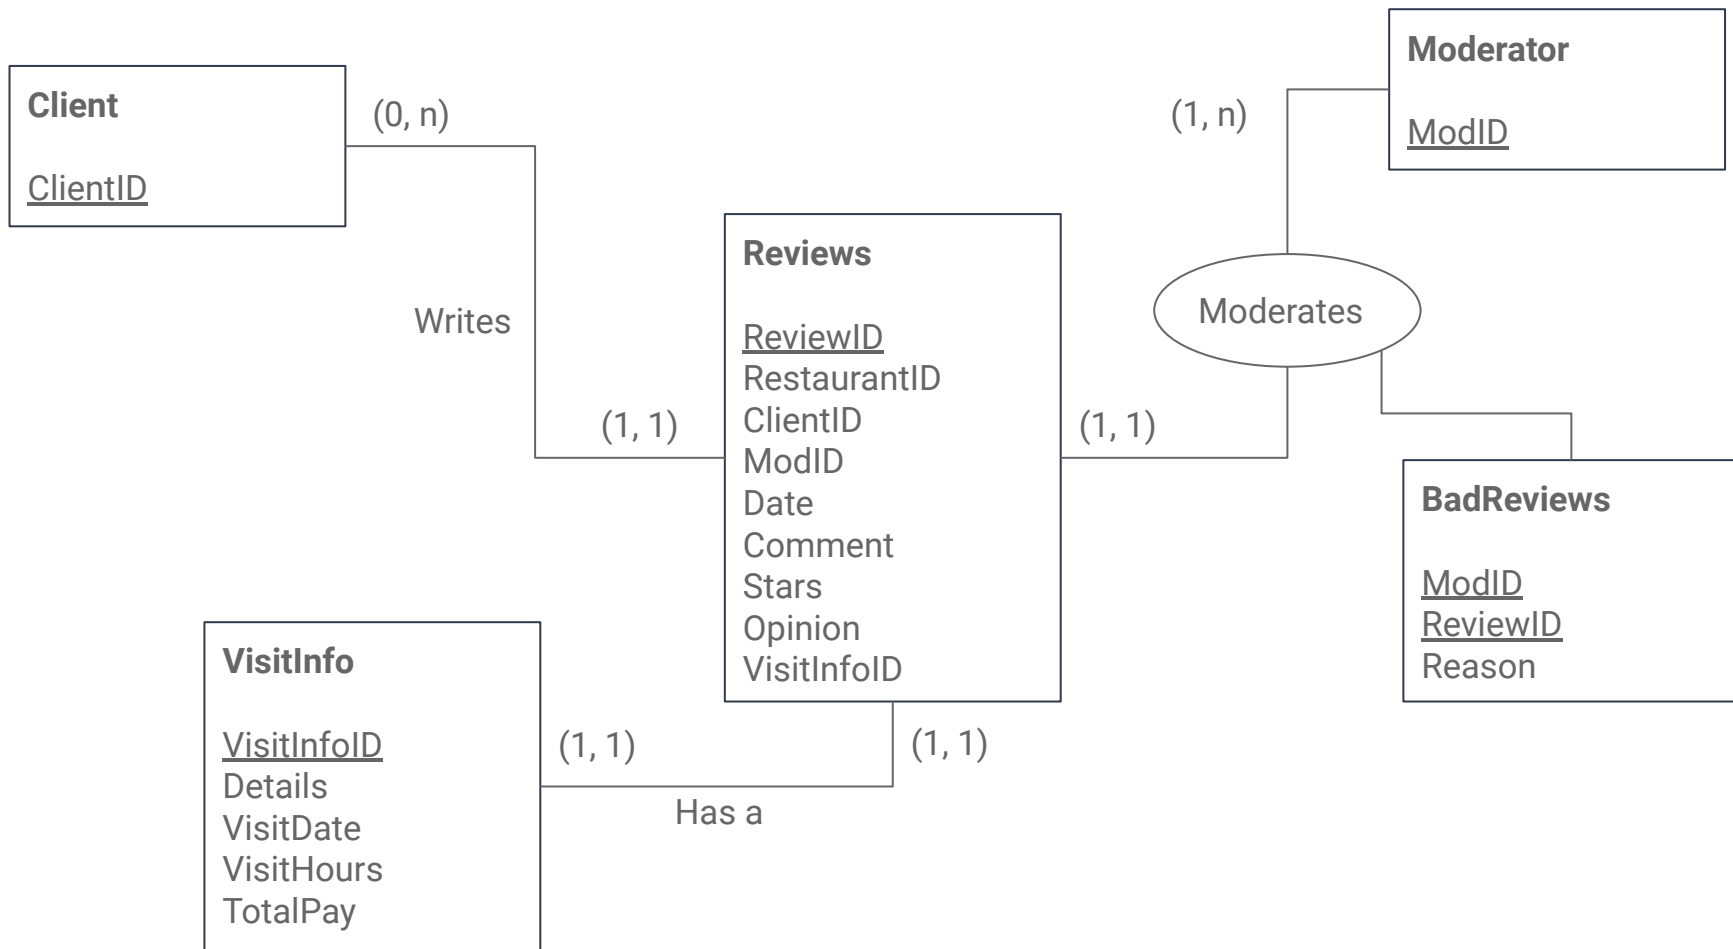 Client
ClientID
(0, n)
Writes
(1, 1)
Reviews
ReviewID
RestaurantID
ClientID
ModID
Date
Comment
Stars
Opinion
VisitInfoID
(1, n)
Moderator
ModID
Moderates
(1, 1)
BadReviews
ModID
ReviewID
Reason
VisitInfo
VisitInfoID
Details
VisitDate
VisitHours
TotalPay
(1, 1)
Has a
(1, 1)